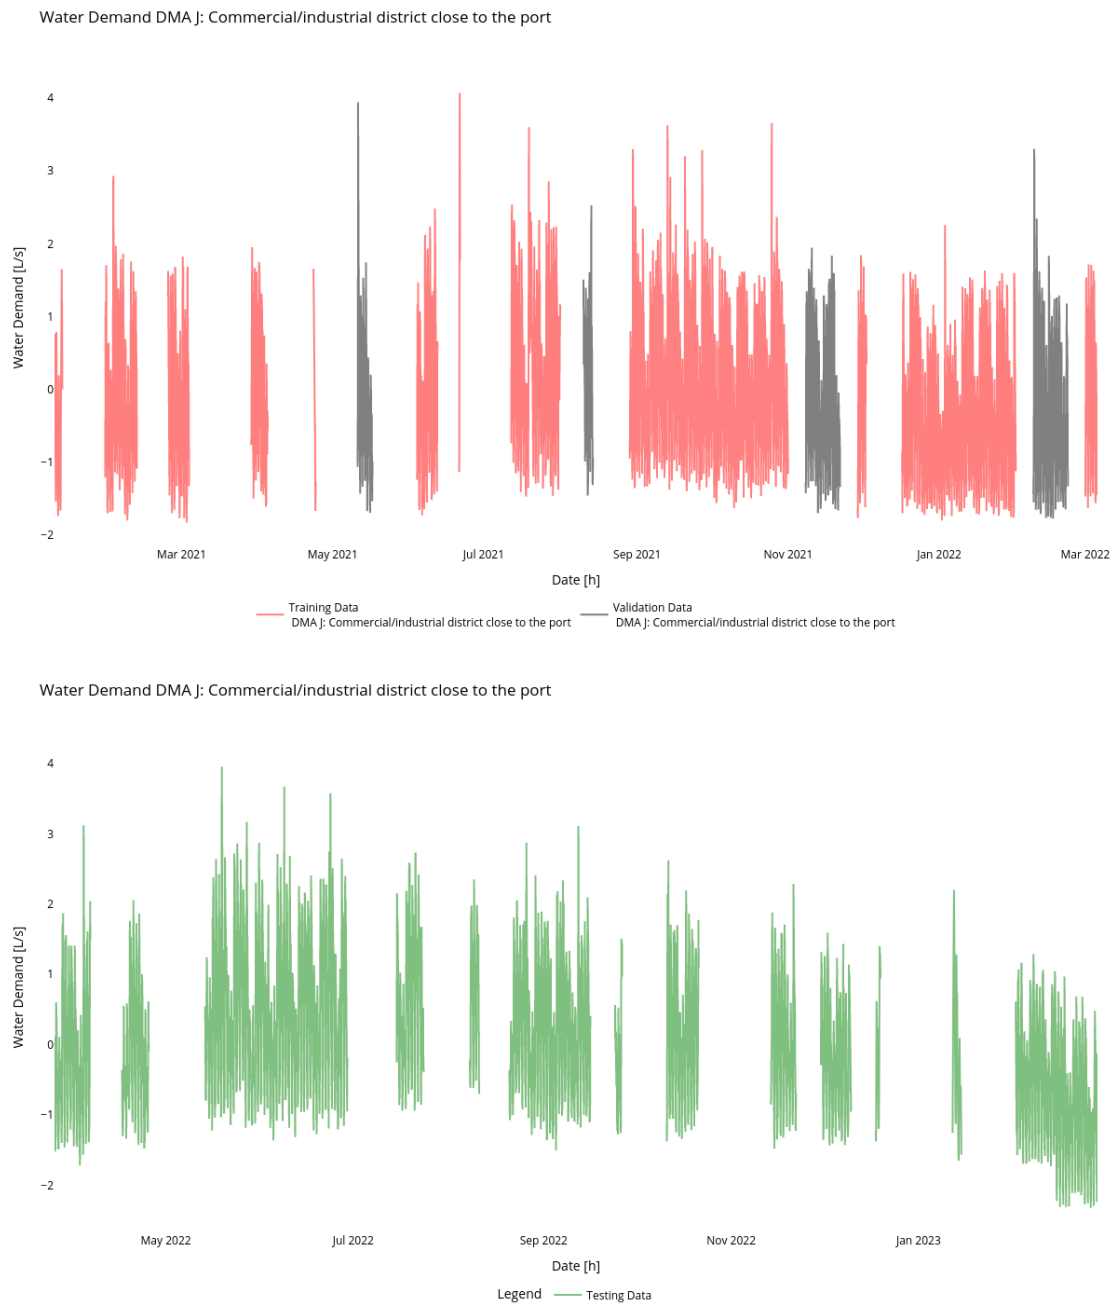 Water Demand DMA J: Commercial/industrial district close to the port
4
3
2
1
0
−1
−2
Water Demand [L/s]
Mar 2021 May 2021 Jul 2021 Sep 2021 Nov 2021 Jan 2022 Mar 2022
Date [h]
Training Data Validation Data
DMA J: Commercial/industrial district close to the port DMA J: Commercial/industrial district close to the port
Water Demand DMA J: Commercial/industrial district close to the port
4
3
2
1
0
−1
−2
Water Demand [L/s]
May 2022 Jul 2022 Sep 2022 Nov 2022 Jan 2023
Date [h]
Legend Testing Data